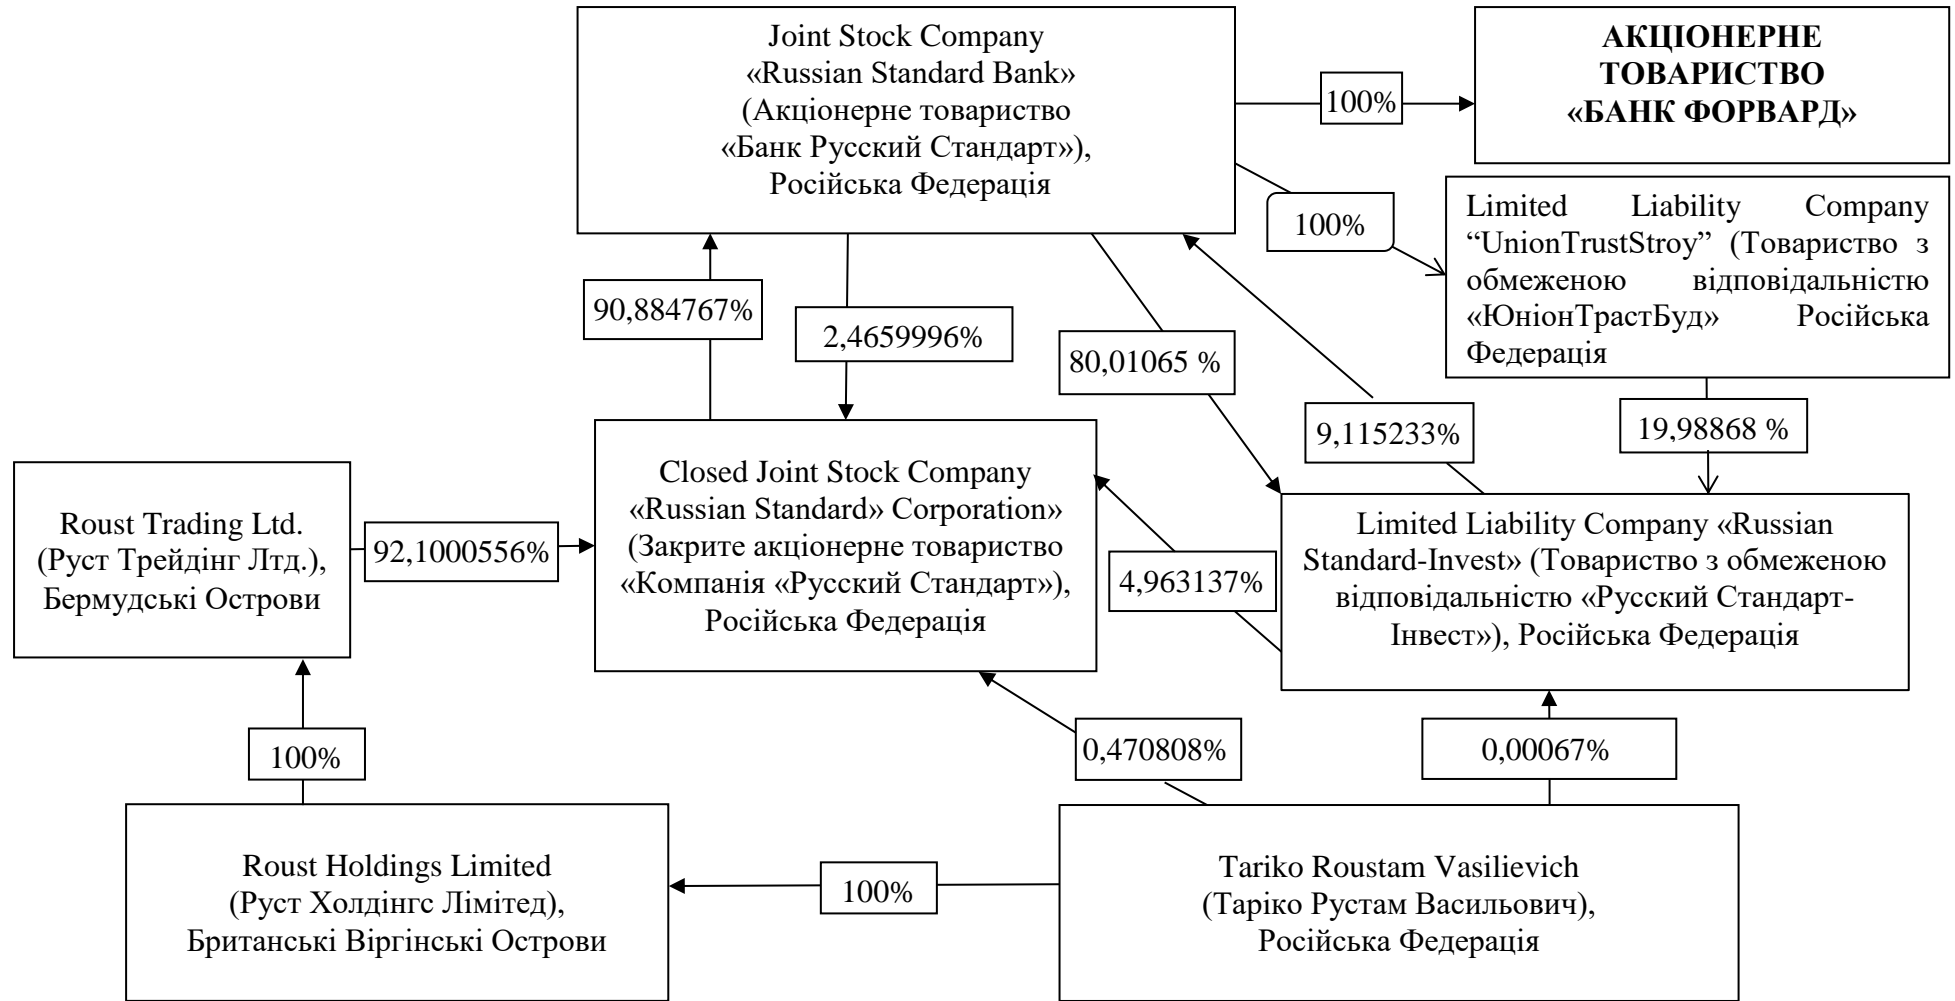 Joint Stock Company
«Russian Standard Bank»
(Акціонерне товариство
«Банк Русский Стандарт»),
Російська Федерація
100%
АКЦІОНЕРНЕ
ТОВАРИСТВО
«БАНК ФОРВАРД»
100%
Limited Liability Company
“UnionTrustStroy” (Товариство з
обмеженою відповідальністю
«ЮніонТрастБуд» Російська
Федерація
90,884767%
2,4659996%
80,01065 %
9,115233%
19,98868 %
Roust Trading Ltd.
(Руст Трейдінг Лтд.),
Бермудські Острови
92,1000556%
Closed Joint Stock Company
«Russian Standard» Corporation»
(Закрите акціонерне товариство
«Компанія «Русский Стандарт»),
Російська Федерація
4,963137%
Limited Liability Company «Russian
Standard-Invest» (Товариство з обмеженою
відповідальністю «Русский Стандарт-
Інвест»), Російська Федерація
100%
0,470808%
0,00067%
Roust Holdings Limited
(Руст Холдінгс Лімітед),
Британські Віргінські Острови
100%
Tariko Roustam Vasilievich
(Таріко Рустам Васильович),
Російська Федерація